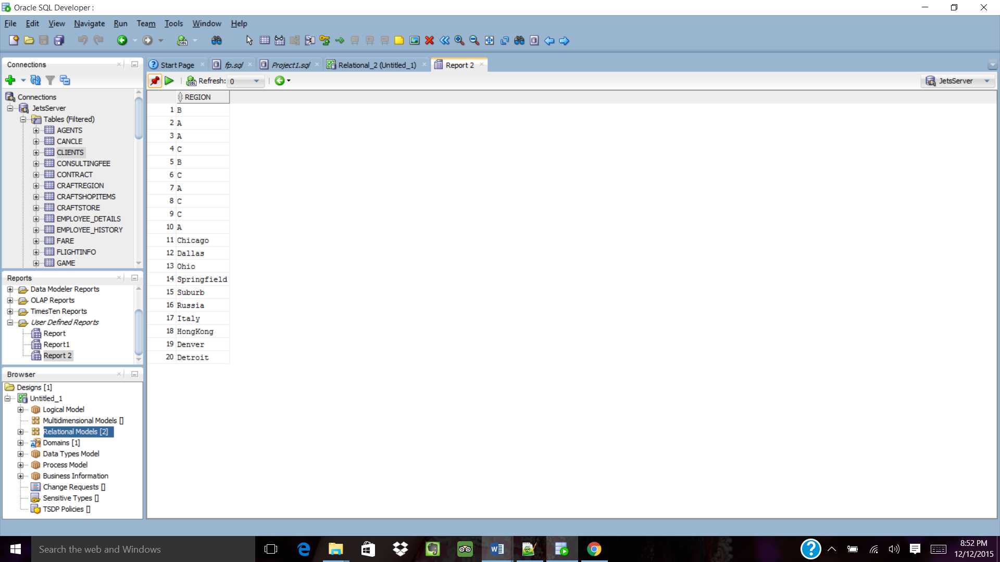 Oracle SQL Developer :
File Edit View Navigate Run Team Tools Window Help
Connections
Connections
JetsServer
Tables (Filtered)
AGENTS
CANCLE
CLIENTS
CONSULTINGFEE
CONTRACT
CRAFTREGION
CRAFTSHOPITEMS
CRAFTSTORE
EMPLOYEE_DETAILS
EMPLOYEE_HISTORY
FARE
FLIGHTINFO
GAME
Reports
Data Modeler Reports
OLAP Reports
TimesTen Reports
User Defined Reports
Report
Report1
Report 2
Browser
Designs [1]
Untitled_1
Logical Model
Multidimensional Models []
Relational Models [2]
Domains [1]
Data Types Model
Process Model
Business Information
Change Requests []
Sensitive Types []
TSDP Policies []
Start Page fp.sql Project1.sql Relational_2 (Untitled_1) Report 2
SQL Refresh: 0 JetsServer
REGION
1 B
2 A
3 A
4 C
5 B
6 C
7 A
8 C
9 C
10 A
11 Chicago
12 Dallas
13 Ohio
14 Springfield
15 Suburb
16 Russia
17 Italy
18 HongKong
19 Denver
20 Detroit
Search the web and Windows
8:52 PM
12/12/2015